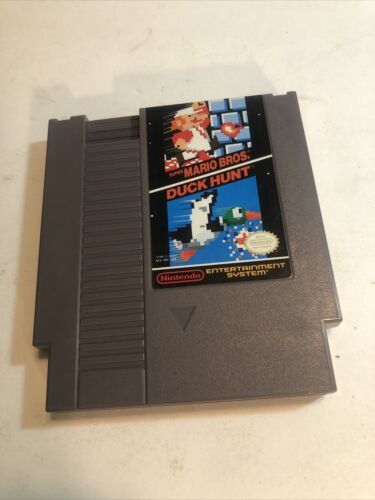 SUPER MARIO BROS.
DUCK HUNT
Nintendo
ENTERTAINMENT
SYSTEM